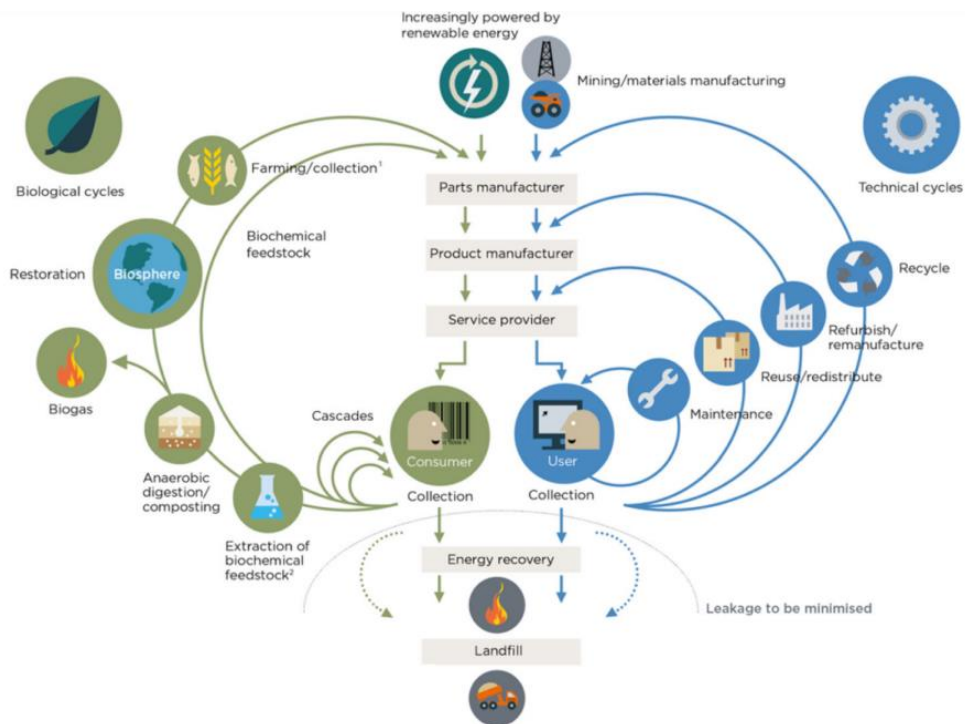 Increasingly powered by
renewable energy
Mining/materials manufacturing
Biological cycles
Farming/collection¹
Parts manufacturer
Technical cycles
Biochemical
feedstock
Product manufacturer
Restoration
Biosphere
Recycle
Service provider
Refurbish/
remanufacture
Reuse/redistribute
Biogas
Cascades
Maintenance
Consumer
User
Anaerobic
digestion/
composting
Collection
Collection
Extraction of
biochemical
feedstock²
Energy recovery
Leakage to be minimised
Landfill